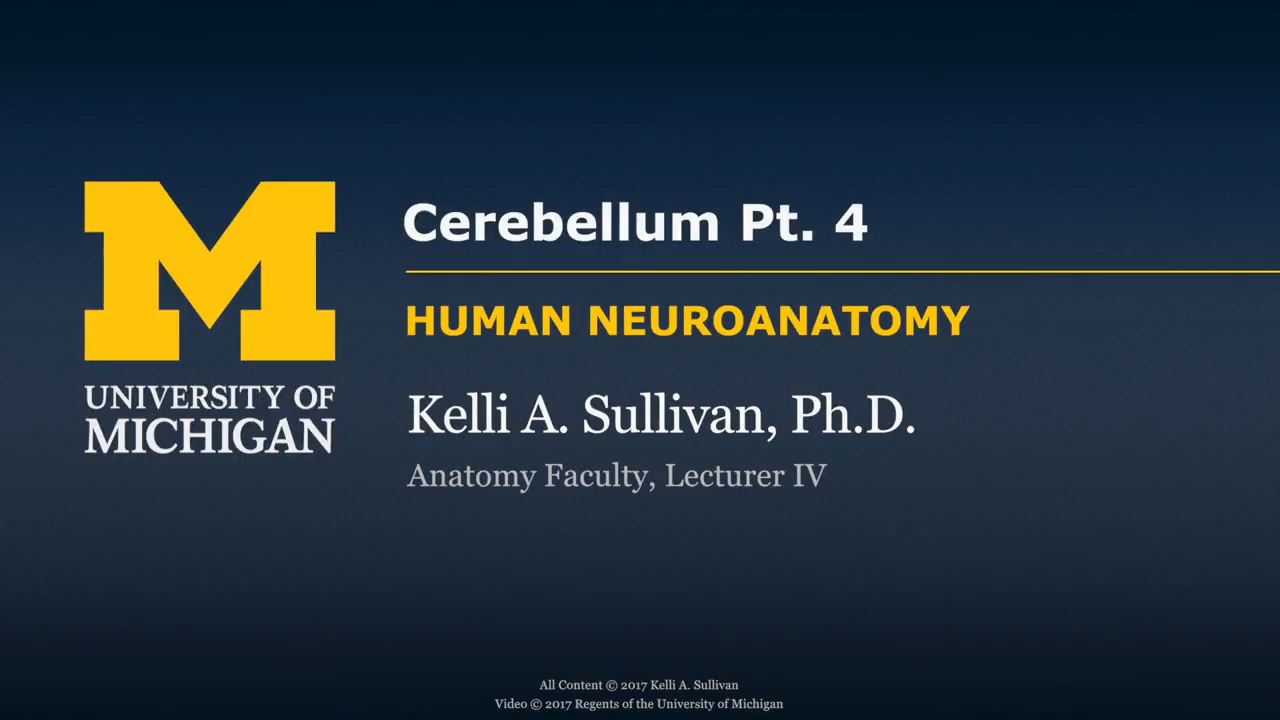 Cerebellum Pt. 4
HUMAN NEUROANATOMY
UNIVERSITY OF
MICHIGAN
Kelli A. Sullivan, Ph.D.
Anatomy Faculty, Lecturer IV
All Content © 2017 Kelli A. Sullivan
Video © 2017 Regents of the University of Michigan